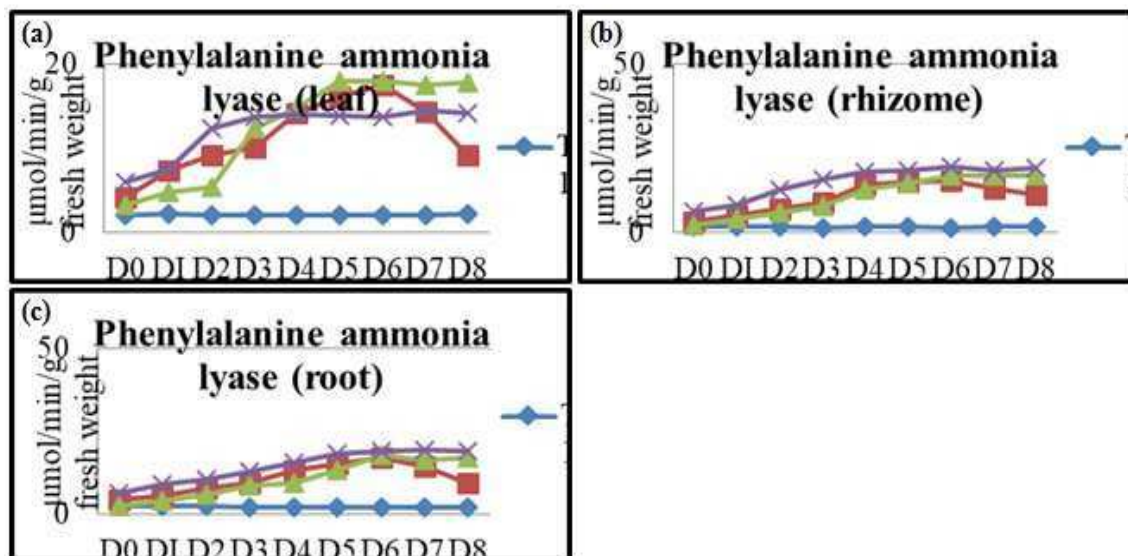 (a)
Phenylalanine ammonia
lyase (leaf)
20
0
µmol/min/g
fresh weight
D0 D1 D2 D3 D4 D5 D6 D7 D8
(b)
Phenylalanine ammonia
lyase (rhizome)
50
0
µmol/min/g
fresh weight
D0 D1 D2 D3 D4 D5 D6 D7 D8
(c)
Phenylalanine ammonia
lyase (root)
50
0
µmol/min/g
fresh weight
D0 D1 D2 D3 D4 D5 D6 D7 D8